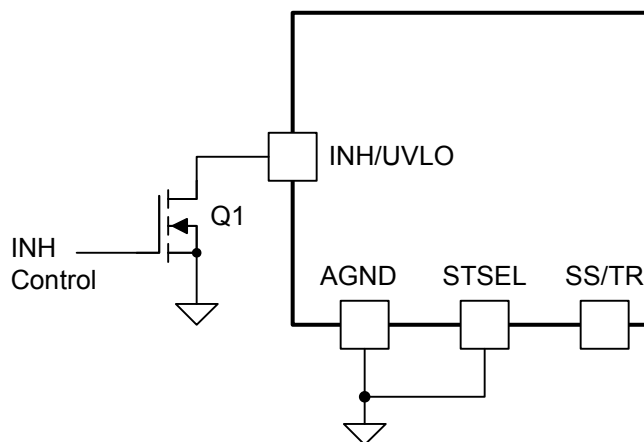 INH/UVLO
Q1
INH
Control
AGND STSEL SS/TR